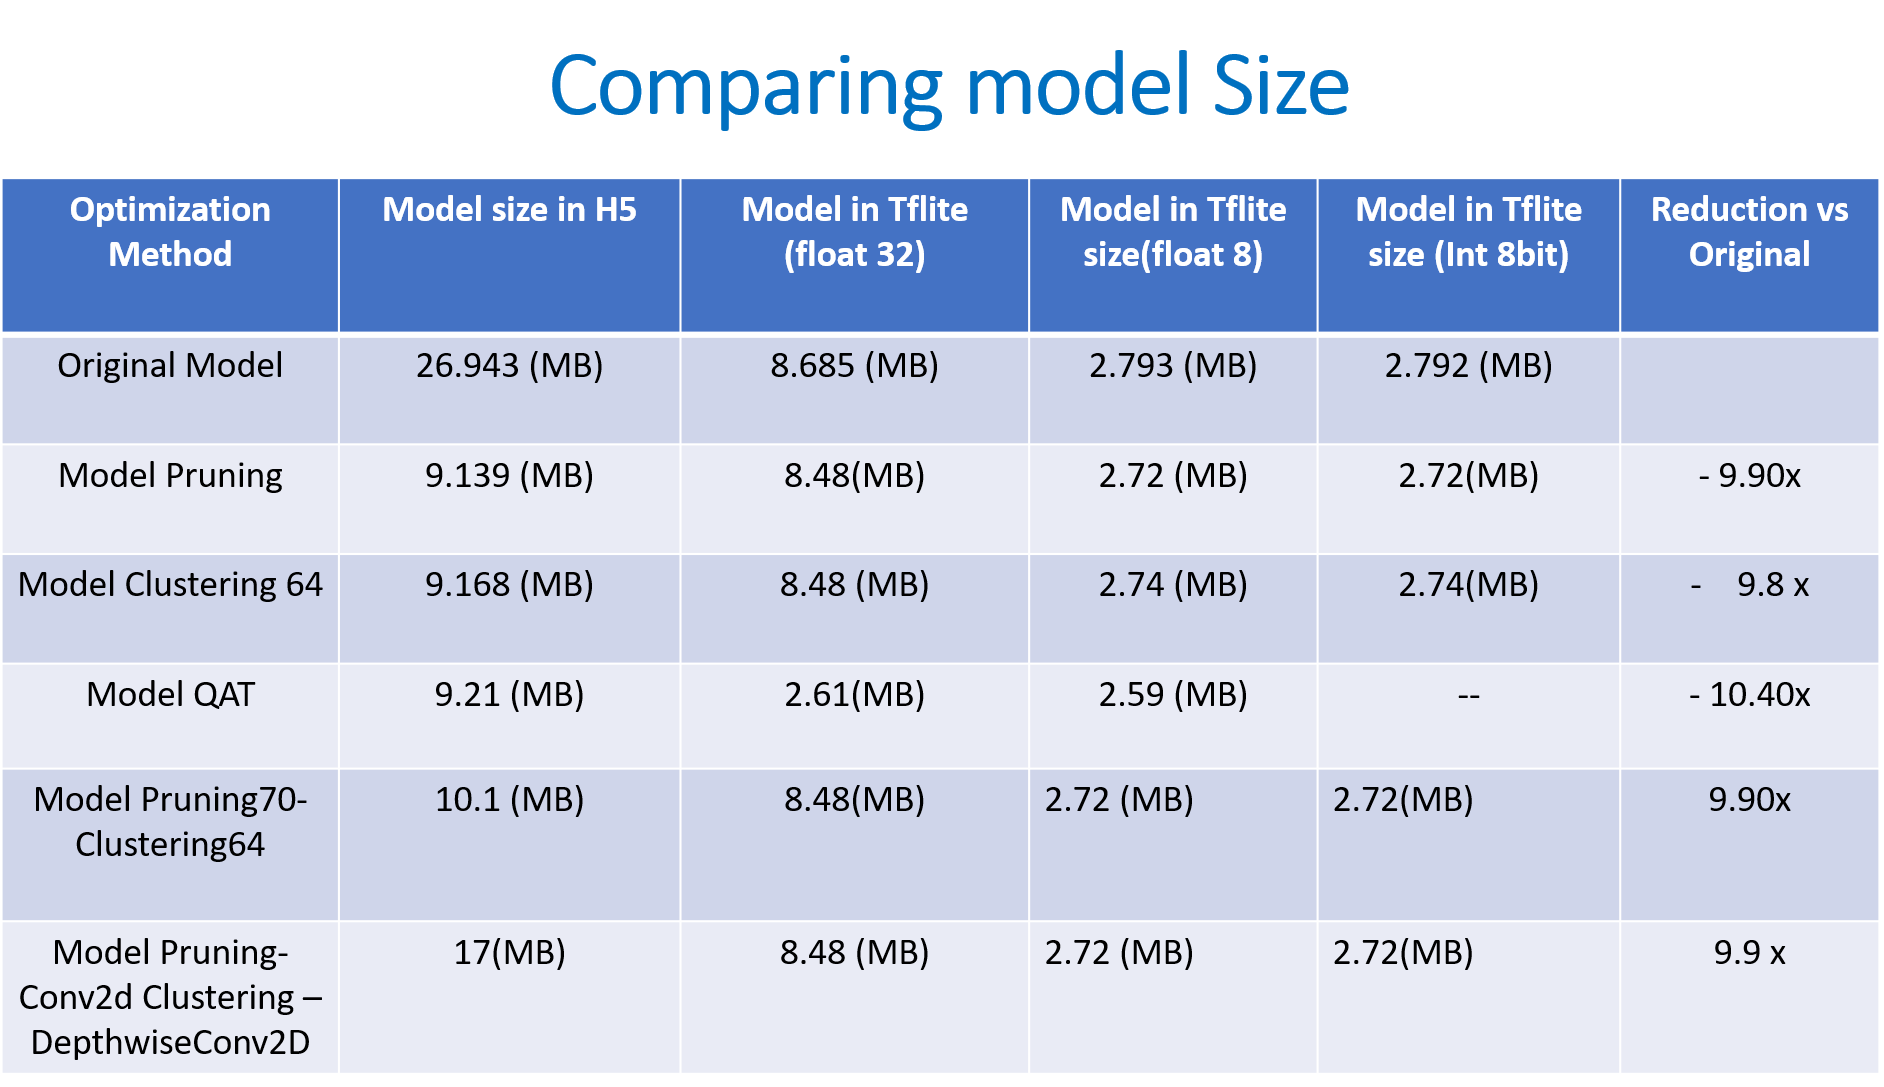 Comparing model Size
Optimization
Method
Model size in H5
Model in Tflite
(float 32)
Model in Tflite
size(float 8)
Model in Tflite
size (Int 8bit)
Reduction vs
Original
Original Model
26.943 (MB)
8.685 (MB)
2.793 (MB)
2.792 (MB)
Model Pruning
9.139 (MB)
8.48(MB)
2.72 (MB)
2.72(MB)
- 9.90x
Model Clustering 64
9.168 (MB)
8.48 (MB)
2.74 (MB)
2.74(MB)
- 9.8 x
Model QAT
9.21 (MB)
2.61(MB)
2.59 (MB)
--
- 10.40x
Model Pruning70-
Clustering64
10.1 (MB)
8.48(MB)
2.72 (MB)
2.72(MB)
9.90x
Model Pruning-
Conv2d Clustering –
DepthwiseConv2D
17(MB)
8.48 (MB)
2.72 (MB)
2.72(MB)
9.9 x